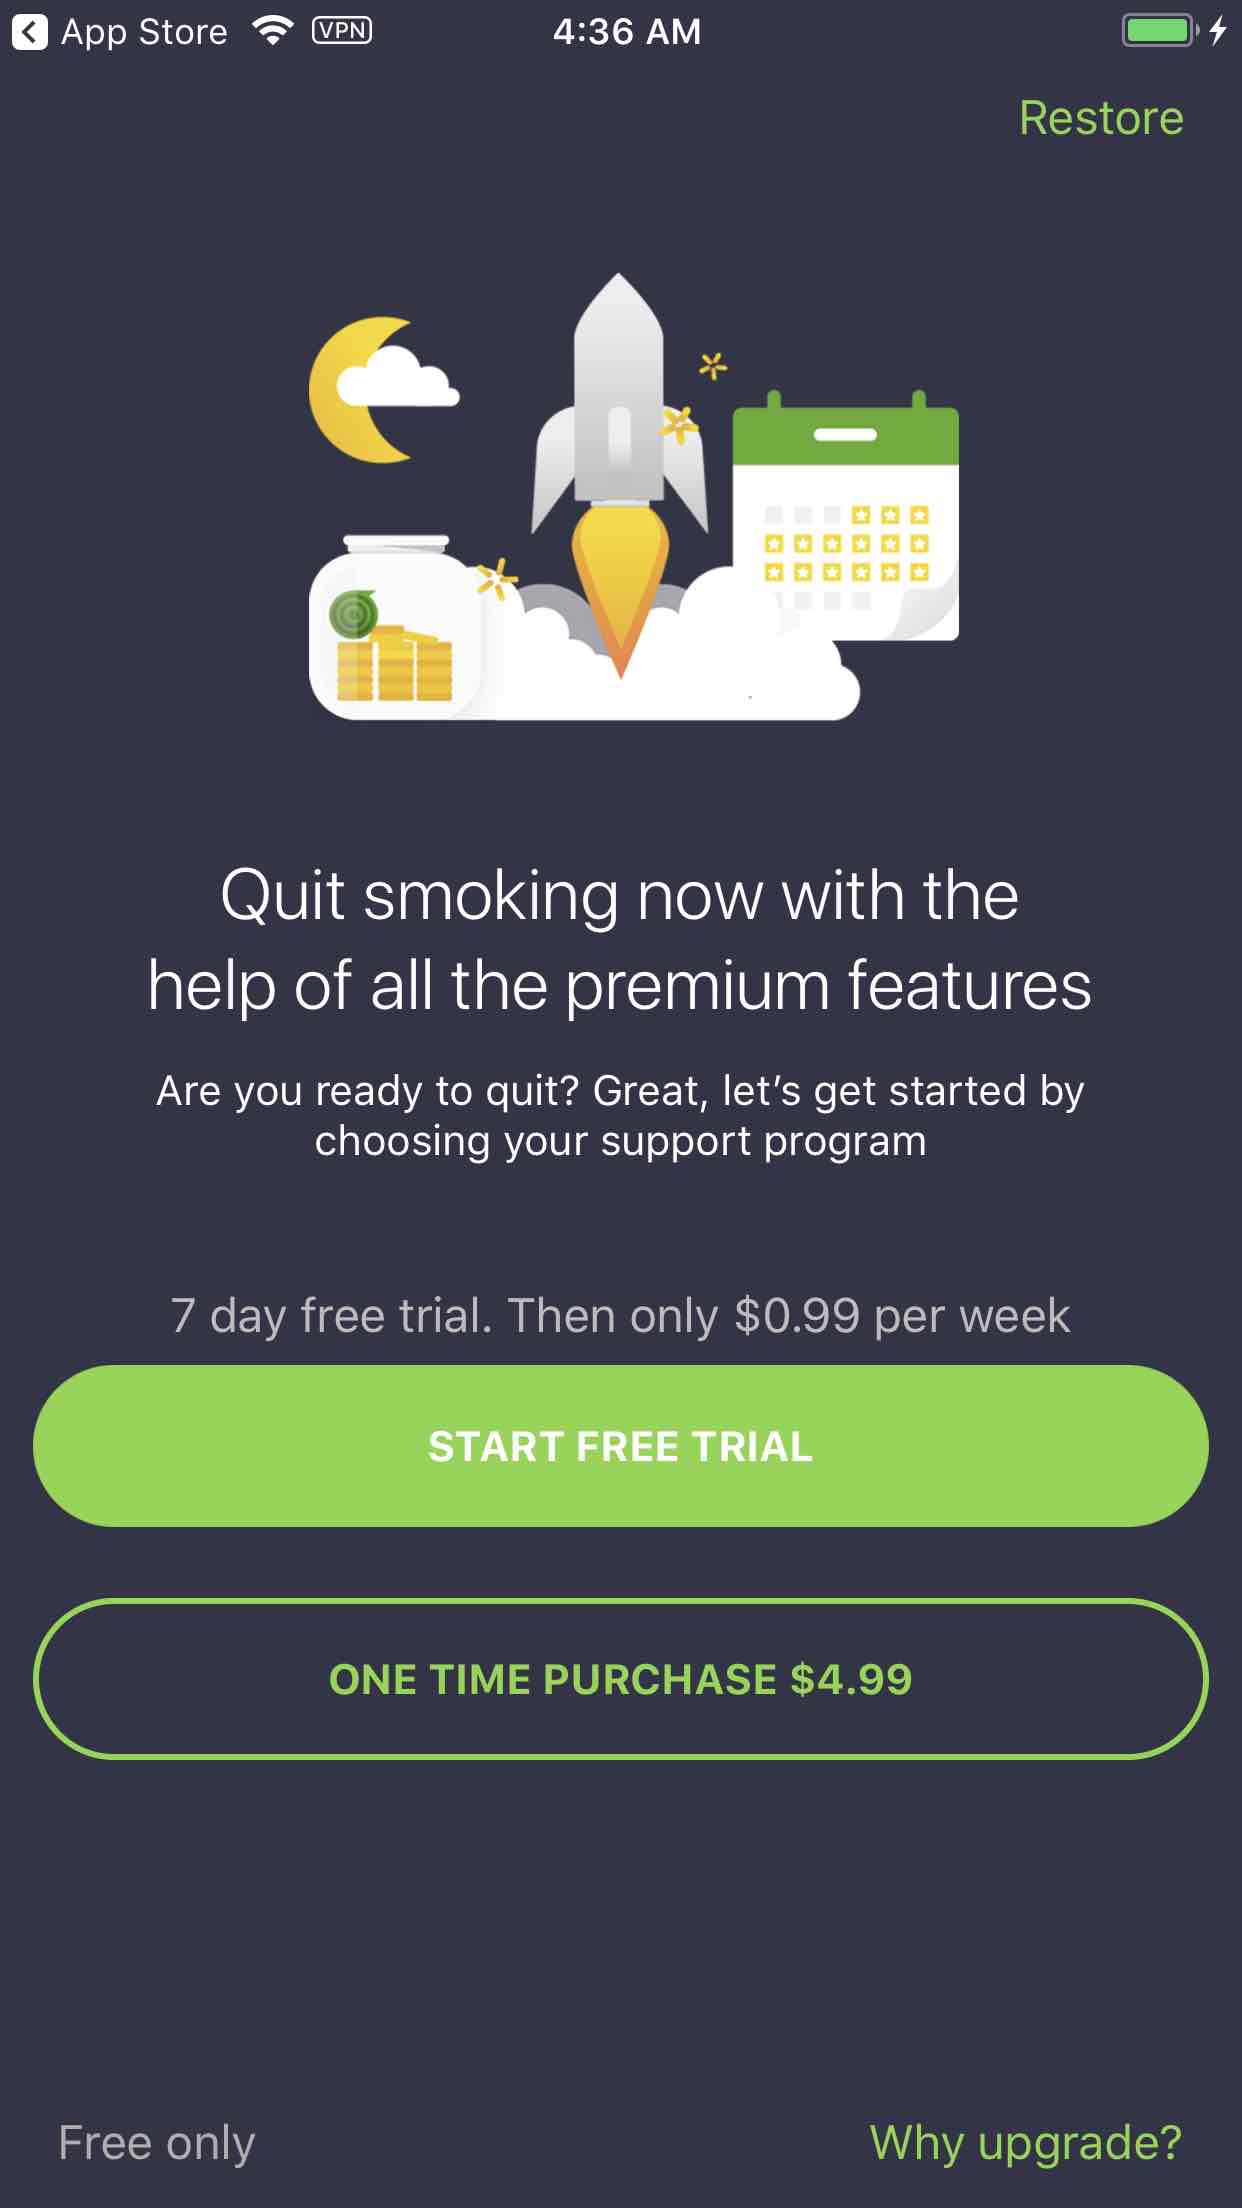 App Store VPN 4:36 AM
Restore
Quit smoking now with the
help of all the premium features
Are you ready to quit? Great, let’s get started by
choosing your support program
7 day free trial. Then only $0.99 per week
START FREE TRIAL
ONE TIME PURCHASE $4.99
Free only
Why upgrade?